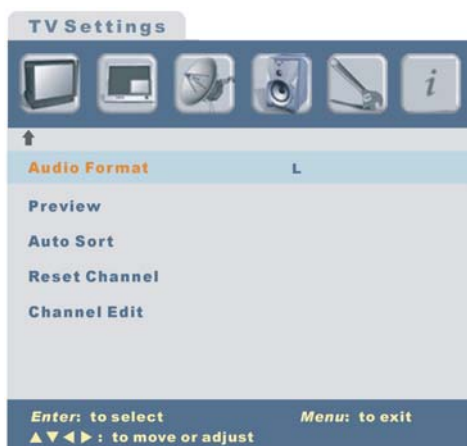 TV Settings
i
Audio Format L
Preview
Auto Sort
Reset Channel
Channel Edit
Enter: to select Menu: to exit
▲▼◀▶: to move or adjust